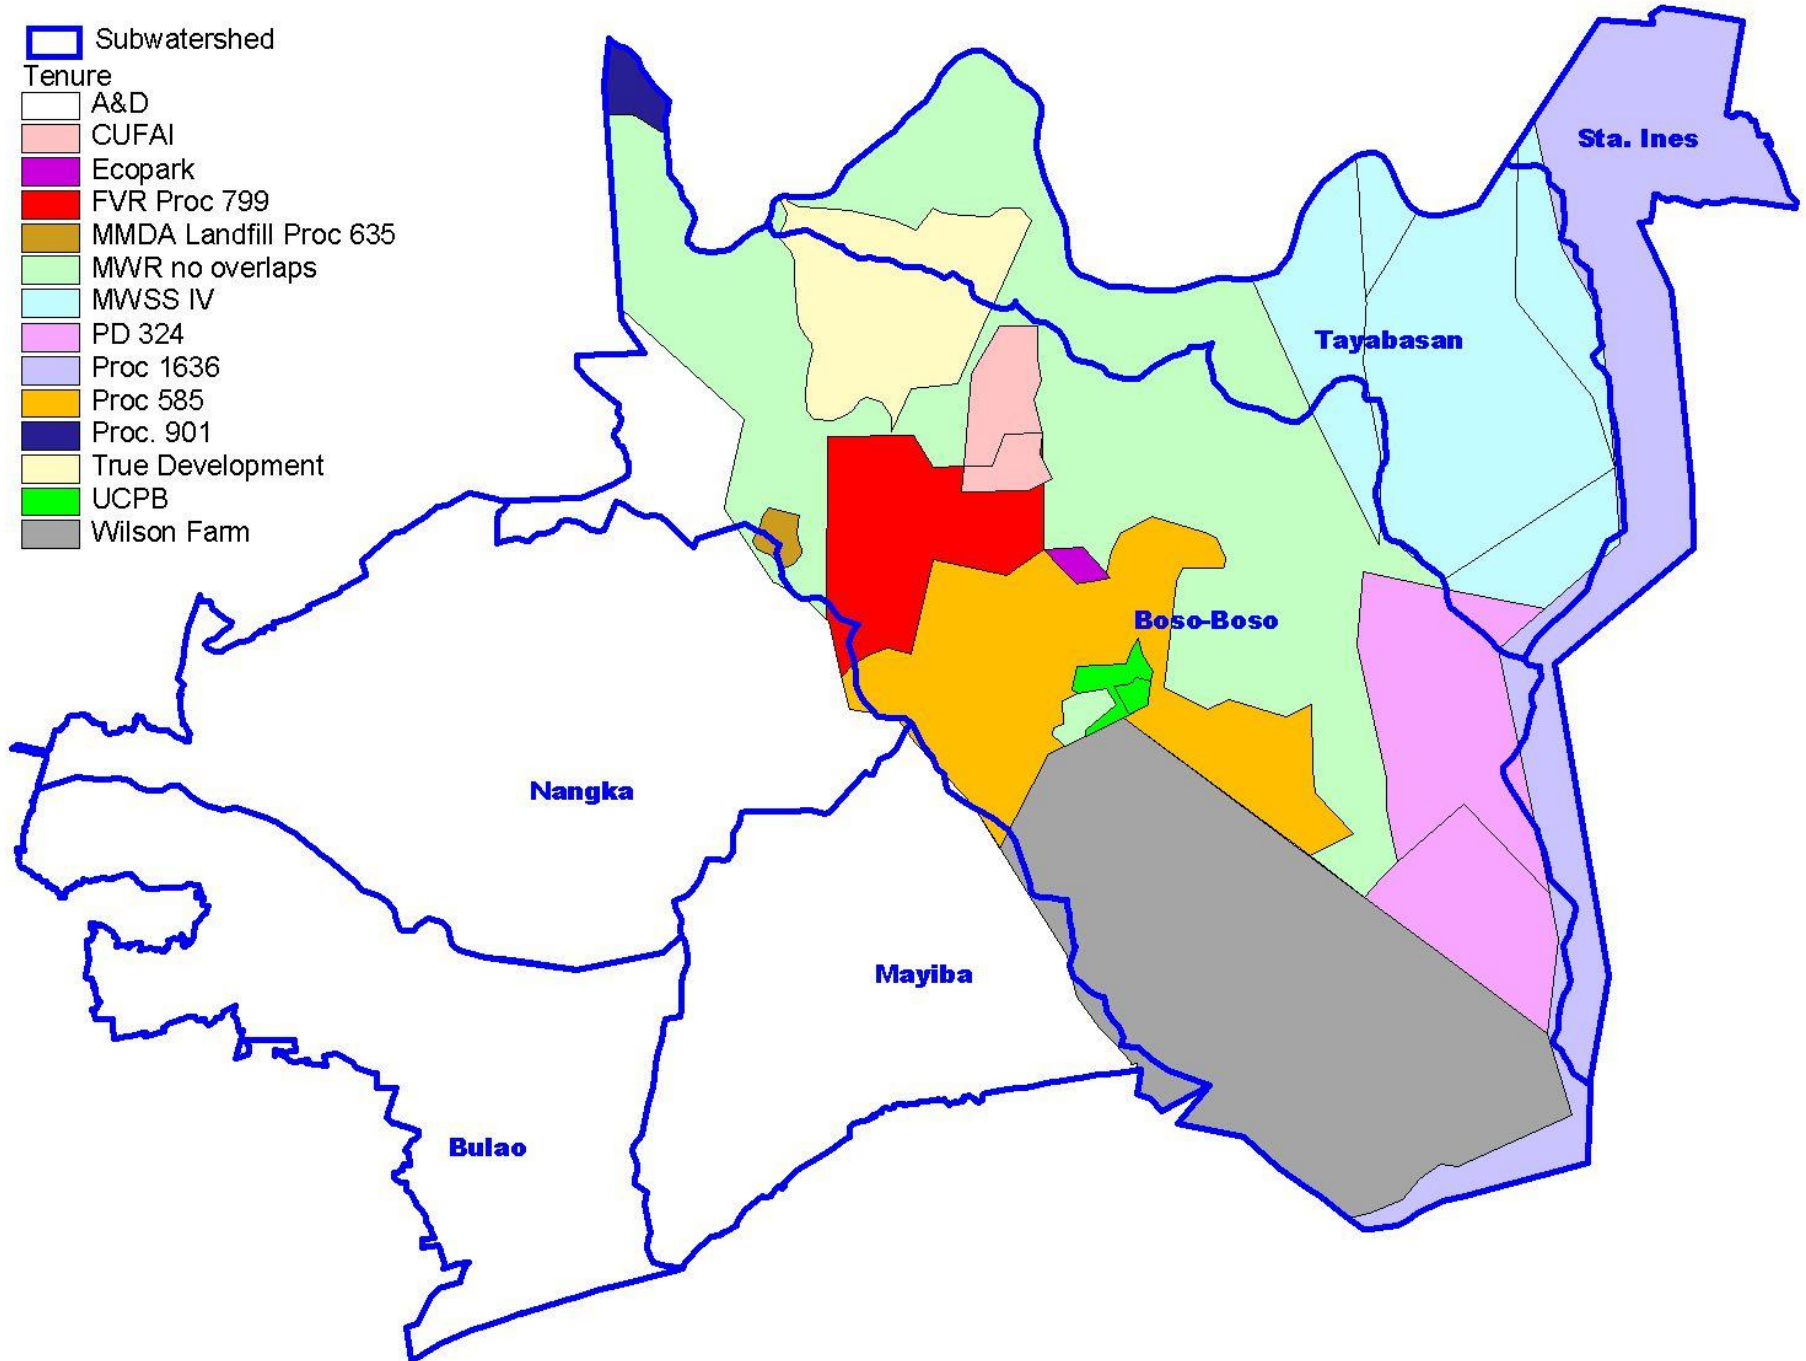 Subwatershed
Tenure
A&D
CUFAI
Ecopark
FVR Proc 799
MMDA Landfill Proc 635
MWR no overlaps
MWSS IV
PD 324
Proc 1636
Proc 585
Proc. 901
True Development
UCPB
Wilson Farm
Sta. Ines
Tayabasan
Boso-Boso
Nangka
Mayiba
Bulao